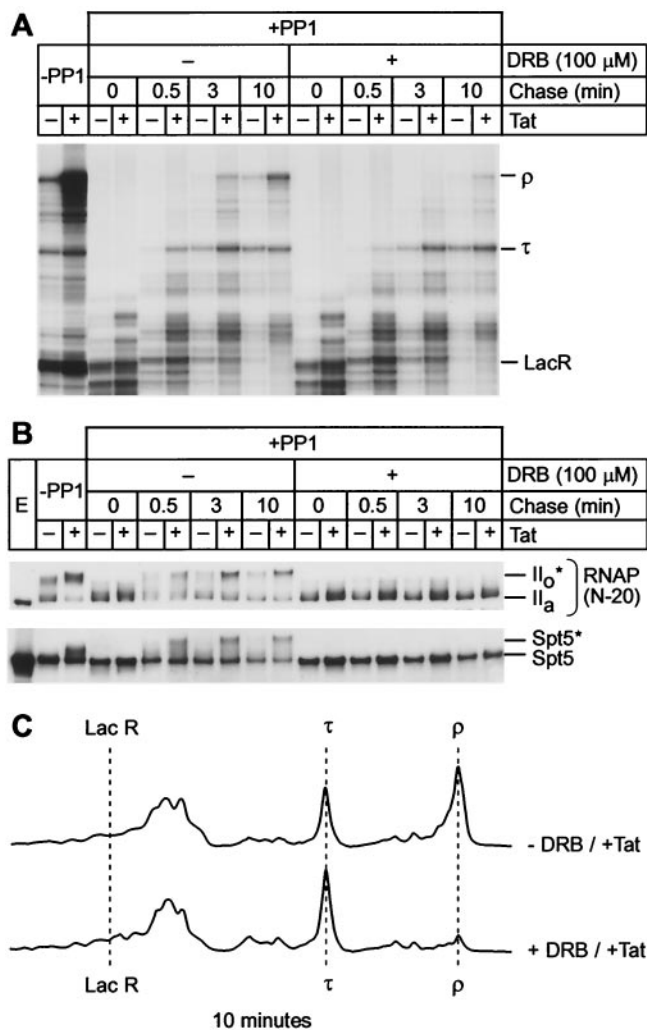 A
+PP1
-PP1
– + DRB (100 μM)
0 0.5 3 10 0 0.5 3 10 Chase (min)
– + – + – + – + – + – + – + – + – + Tat
ρ
τ
LacR
B
+PP1
E
-PP1
– + DRB (100 μM)
0 0.5 3 10 0 0.5 3 10 Chase (min)
– + – + – + – + – + – + – + – + – + Tat
IIo* RNAP
IIa (N-20)
Spt5*
Spt5
C
Lac R τ ρ
- DRB / +Tat
+ DRB / +Tat
Lac R τ ρ
10 minutes